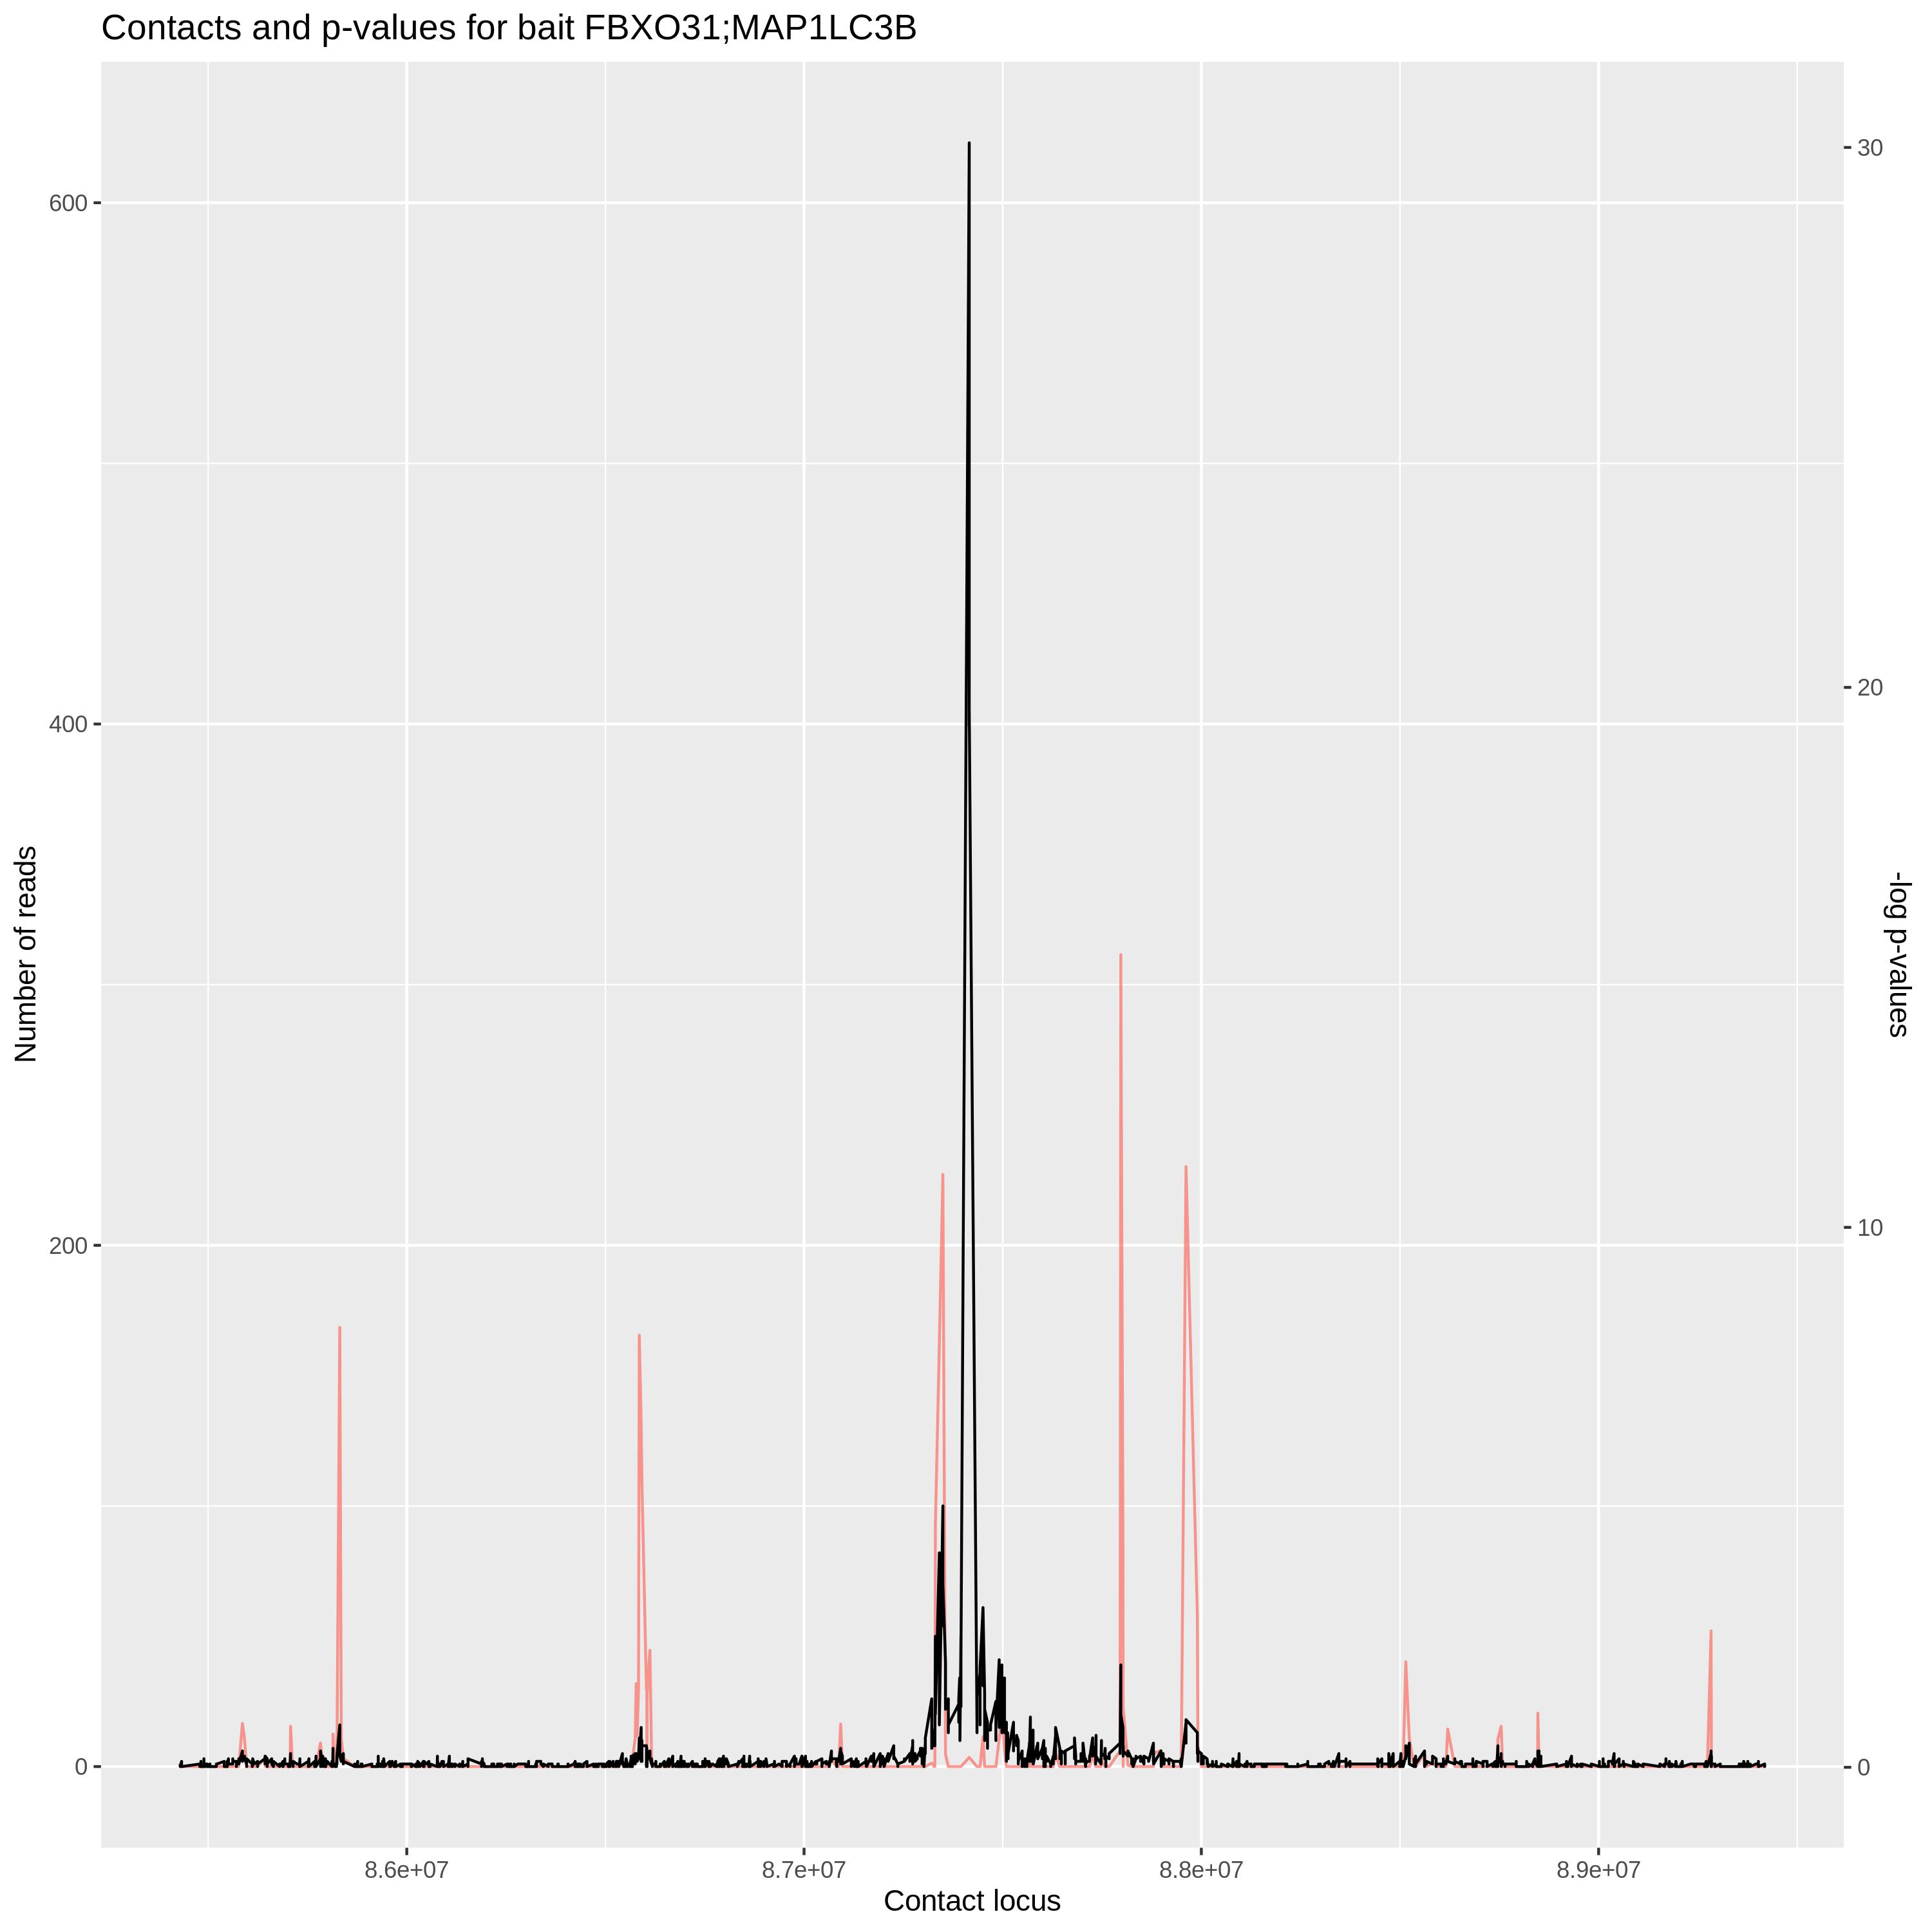 Contacts and p-values for bait FBXO31;MAP1LC3B
600
400
200
0
30
20
10
0
Number of reads
-log p-values
8.6e+07
8.7e+07
8.8e+07
8.9e+07
Contact locus